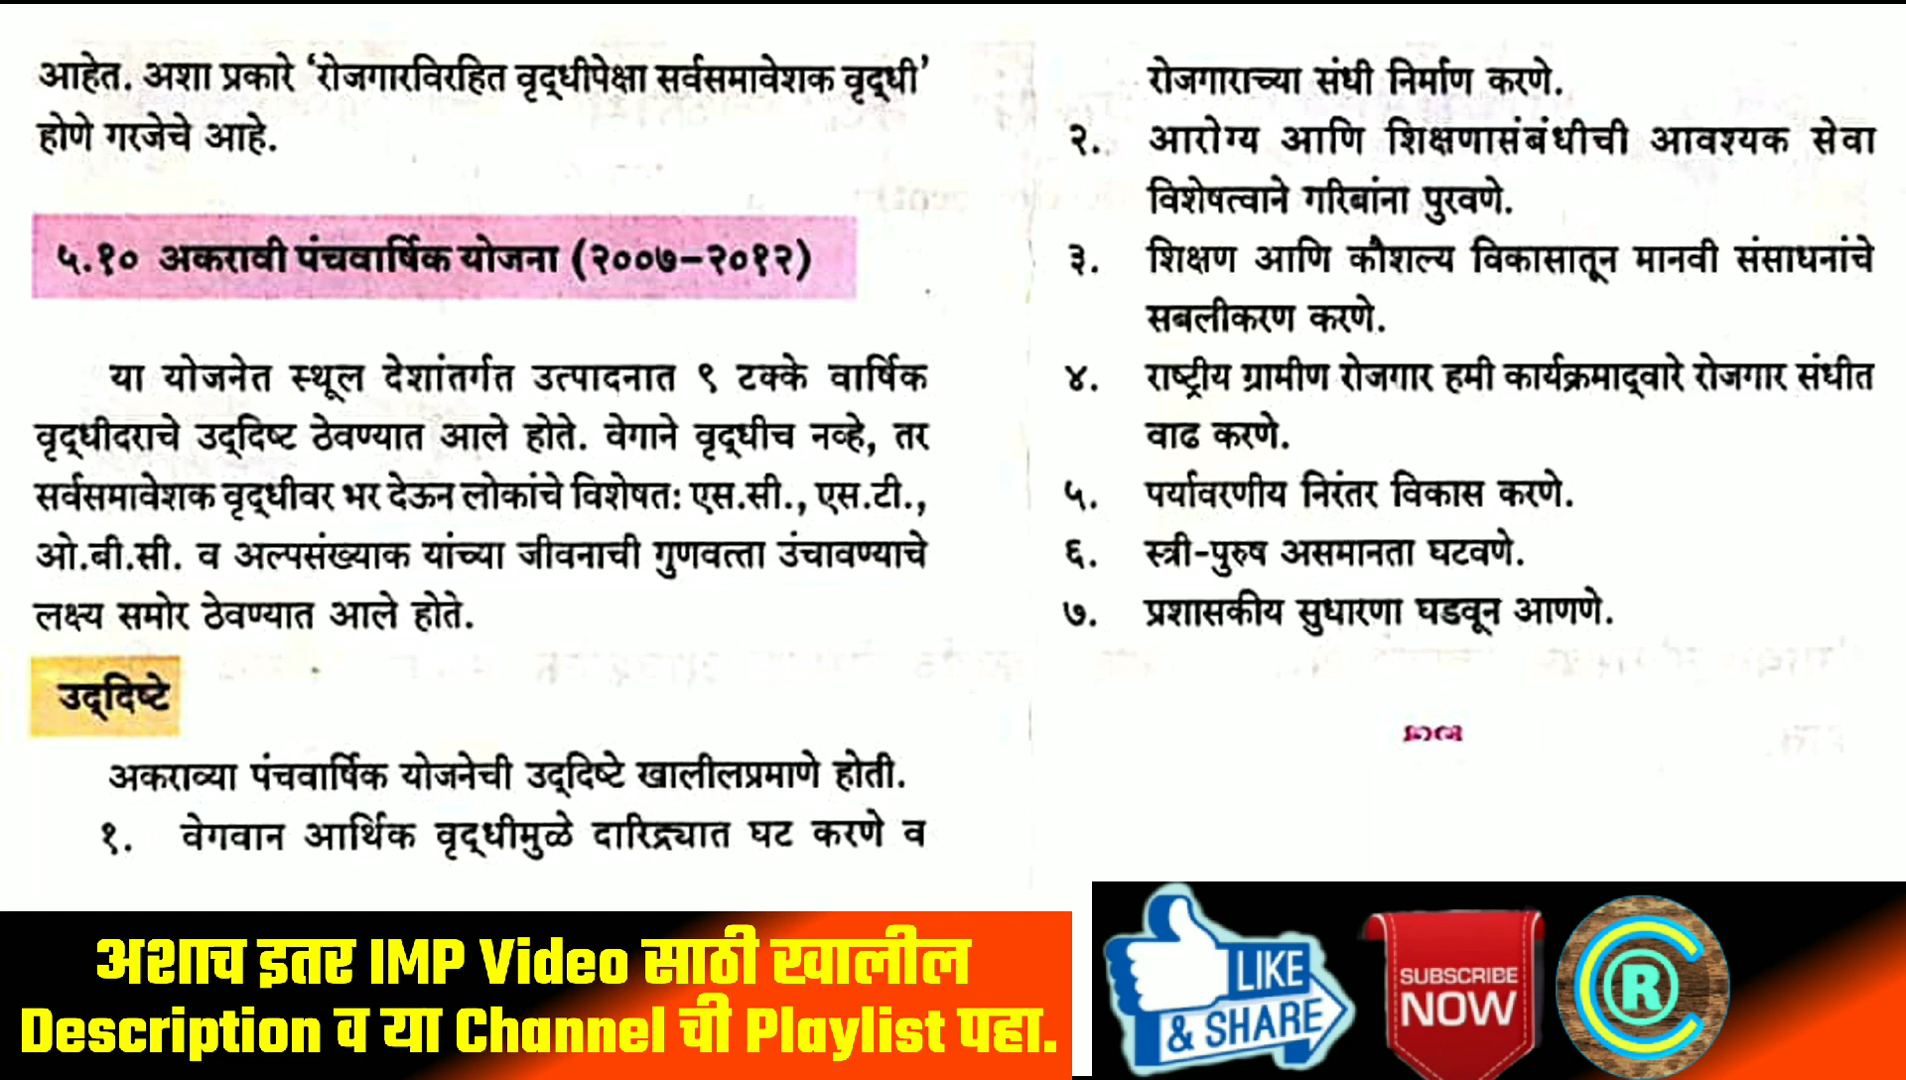 आहेत. अशा प्रकारे ‘रोजगारविरहित वृद्धीपेक्षा सर्वसमावेशक वृद्धी’
होणे गरजेचे आहे.
५.१० अकरावी पंचवार्षिक योजना (२००७–२०१२)
या योजनेत स्थूल देशांतर्गत उत्पादनात ९ टक्के वार्षिक
वृद्धीदराचे उद्दिष्ट ठेवण्यात आले होते. वेगाने वृद्धीच नव्हे, तर
सर्वसमावेशक वृद्धीवर भर देऊन लोकांचे विशेषत: एस.सी., एस.टी.,
ओ.बी.सी. व अल्पसंख्याक यांच्या जीवनाची गुणवत्ता उंचावण्याचे
लक्ष्य समोर ठेवण्यात आले होते.
उद्दिष्टे
अकराव्या पंचवार्षिक योजनेची उद्दिष्टे खालीलप्रमाणे होती.
१. वेगवान आर्थिक वृद्धीमुळे दारिद्र्यात घट करणे व
रोजगाराच्या संधी निर्माण करणे.
२. आरोग्य आणि शिक्षणासंबंधीची आवश्यक सेवा
विशेषत्वाने गरिबांना पुरवणे.
३. शिक्षण आणि कौशल्य विकासातून मानवी संसाधनांचे
सबलीकरण करणे.
४. राष्ट्रीय ग्रामीण रोजगार हमी कार्यक्रमाद्वारे रोजगार संधीत
वाढ करणे.
५. पर्यावरणीय निरंतर विकास करणे.
६. स्त्री-पुरुष असमानता घटवणे.
७. प्रशासकीय सुधारणा घडवून आणणे.
अशाच इतर IMP Video साठी खालील
Description व या Channel ची Playlist पहा.
LIKE
& SHARE
SUBSCRIBE
NOW
R